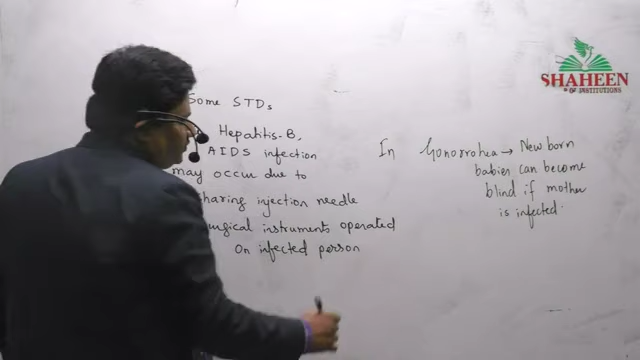 Some STDs
Hepatitis-B,
AIDS infection
may occur due to
sharing injection needle
surgical instruments operated
On infected person
In Gonorrohea → New born
babies can become
blind if mother
is infected.
SHAHEEN
OF INSTITUTIONS